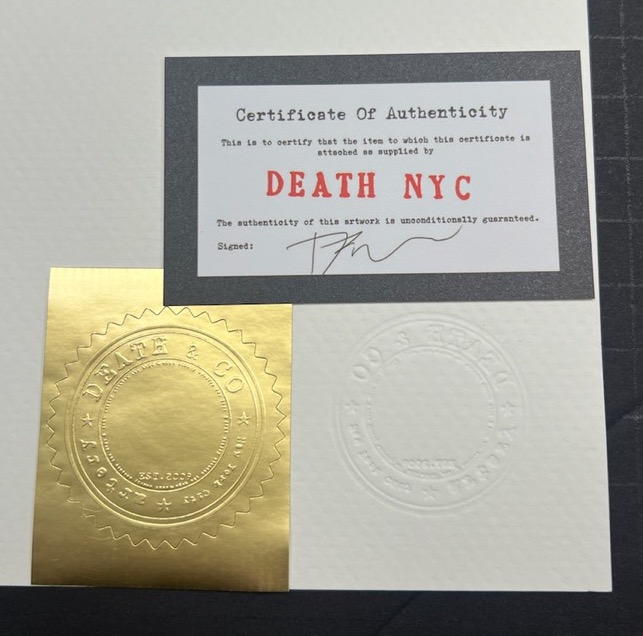 Certificate Of Authenticity
This is to certify that the item to which this certificate is
attached as supplied by
DEATH NYC
The authenticity of this artwork is unconditionally guaranteed.
Signed:
DEATH & CO
EST.2009